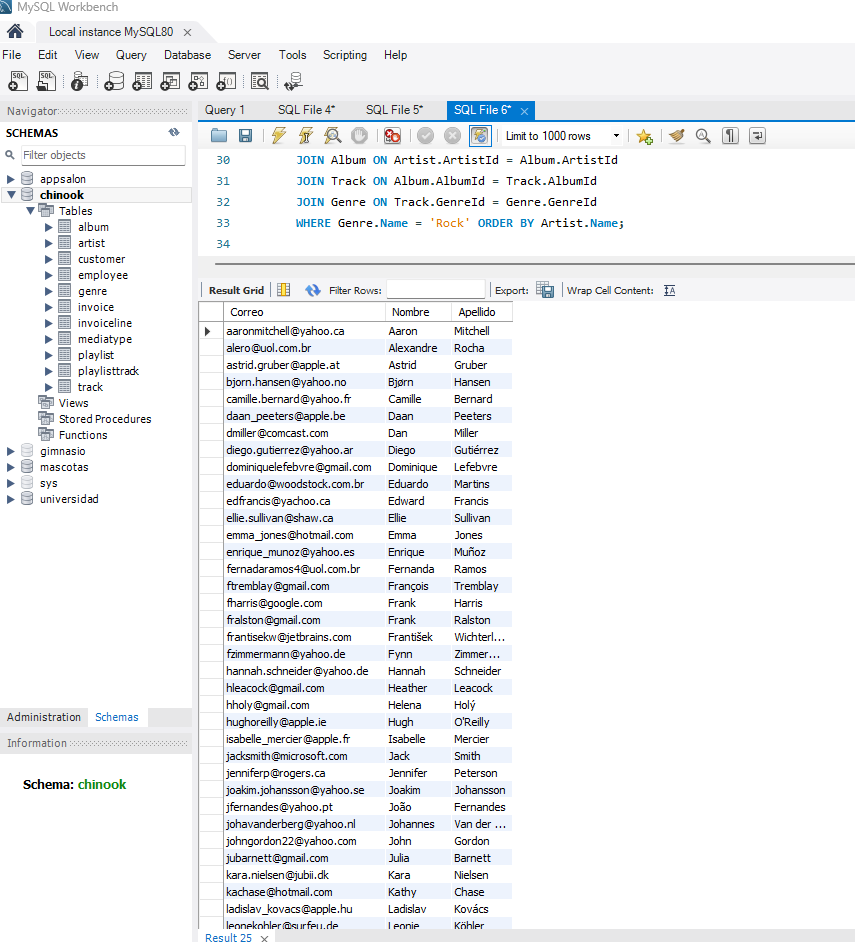 MySQL Workbench
Local instance MySQL80
File Edit View Query Database Server Tools Scripting Help
Navigator
SCHEMAS
Filter objects
appsalon
chinook
Tables
album
artist
customer
employee
genre
invoice
invoiceline
mediatype
playlist
playlisttrack
track
Views
Stored Procedures
Functions
gimnasio
mascotas
sys
universidad
Administration Schemas
Information
Schema: chinook
Query 1 SQL File 4* SQL File 5* SQL File 6*
Limit to 1000 rows
30 JOIN Album ON Artist.ArtistId = Album.ArtistId
31 JOIN Track ON Album.AlbumId = Track.AlbumId
32 JOIN Genre ON Track.GenreId = Genre.GenreId
33 WHERE Genre.Name = 'Rock' ORDER BY Artist.Name;
34
Result Grid Filter Rows: Export: Wrap Cell Content:
Correo Nombre Apellido
aaronmitchell@yahoo.ca Aaron Mitchell
alero@uol.com.br Alexandre Rocha
astrid.gruber@apple.at Astrid Gruber
bjorn.hansen@yahoo.no Bjørn Hansen
camille.bernard@yahoo.fr Camille Bernard
daan_peeters@apple.be Daan Peeters
dmiller@comcast.com Dan Miller
diego.gutierrez@yahoo.ar Diego Gutiérrez
dominiquelefebvre@gmail.com Dominique Lefebvre
eduardo@woodstock.com.br Eduardo Martins
edfrancis@yachoo.ca Edward Francis
ellie.sullivan@shaw.ca Ellie Sullivan
emma_jones@hotmail.com Emma Jones
enrique_munoz@yahoo.es Enrique Muñoz
fernadaramos4@uol.com.br Fernanda Ramos
ftremblay@gmail.com François Tremblay
fharris@google.com Frank Harris
fralston@gmail.com Frank Ralston
frantisekw@jetbrains.com František Wichterl...
fzimmermann@yahoo.de Fynn Zimmer...
hannah.schneider@yahoo.de Hannah Schneider
hleacock@gmail.com Heather Leacock
hholy@gmail.com Helena Holý
hughoreilly@apple.ie Hugh O'Reilly
isabelle_mercier@apple.fr Isabelle Mercier
jacksmith@microsoft.com Jack Smith
jenniferp@rogers.ca Jennifer Peterson
joakim.johansson@yahoo.se Joakim Johansson
jfernandes@yahoo.pt João Fernandes
johavanderberg@yahoo.nl Johannes Van der ...
johngordon22@yahoo.com John Gordon
jubarnett@gmail.com Julia Barnett
kara.nielsen@jubii.dk Kara Nielsen
kachase@hotmail.com Kathy Chase
ladislav_kovacs@apple.hu Ladislav Kovács
leonekohler@surfeu.de Leonie Köhler
Result 25